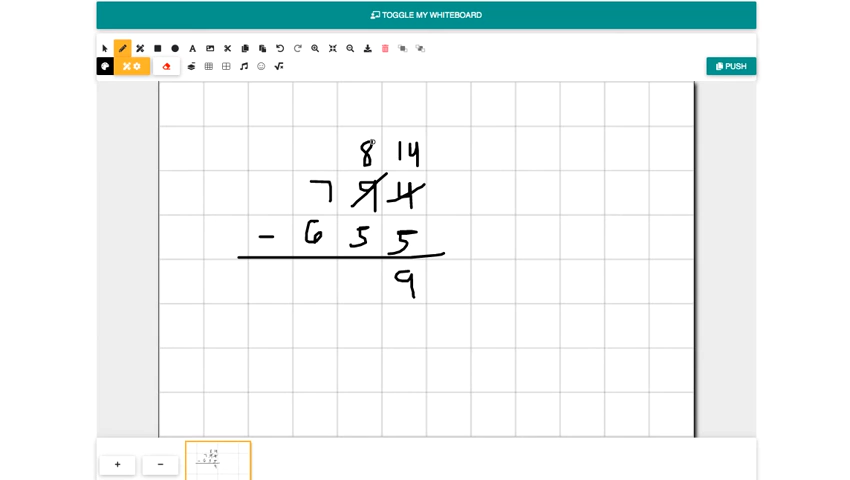 TOGGLE MY WHITEBOARD
PUSH
8 14
7 9 4
- 6 5 5
9
+ -